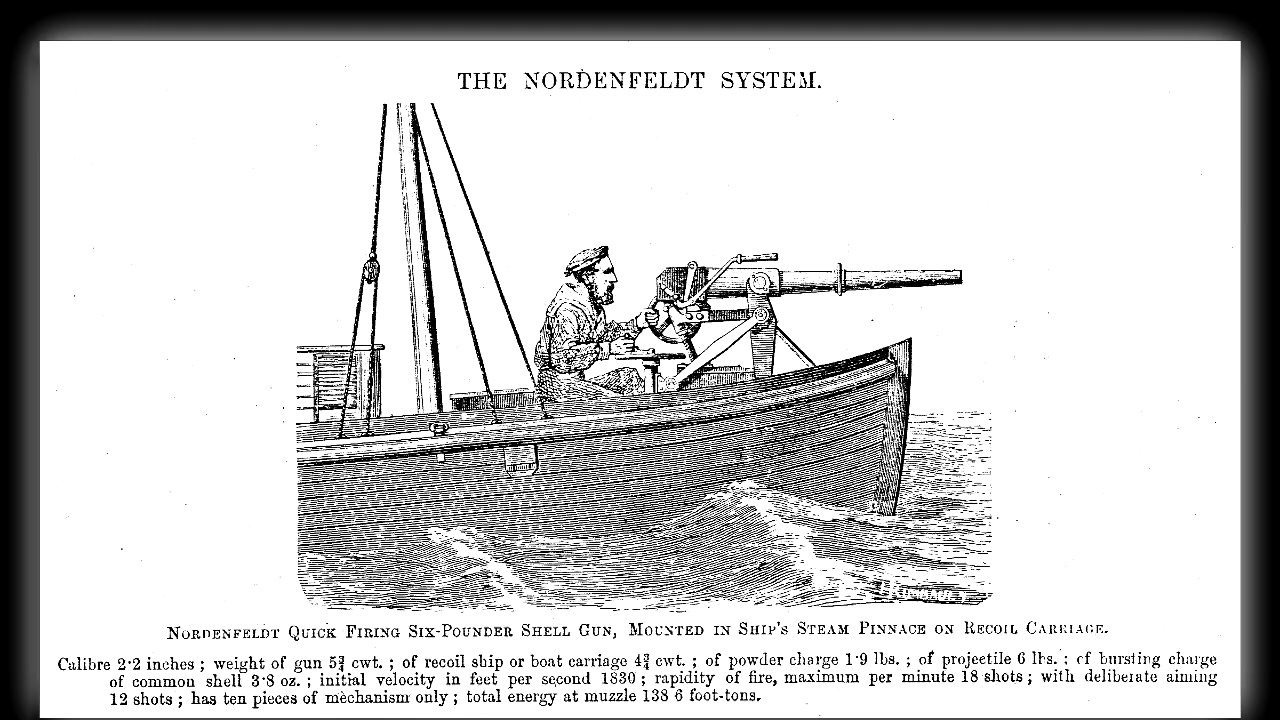 THE NORDENFELDT SYSTEM.
NORDENFELDT QUICK FIRING SIX-POUNDER SHELL GUN, MOUNTED IN SHIP'S STEAM PINNACE ON RECOIL CARRIAGE.
Calibre 2·2 inches ; weight of gun 5¾ cwt. ; of recoil ship or boat carriage 4¾ cwt. ; of powder charge 1·9 lbs. ; of projectile 6 lbs. ; of bursting charge
of common shell 3·8 oz. ; initial velocity in feet per second 1830 ; rapidity of fire, maximum per minute 18 shots ; with deliberate aiming
12 shots ; has ten pieces of mechanism only ; total energy at muzzle 138 6 foot-tons.